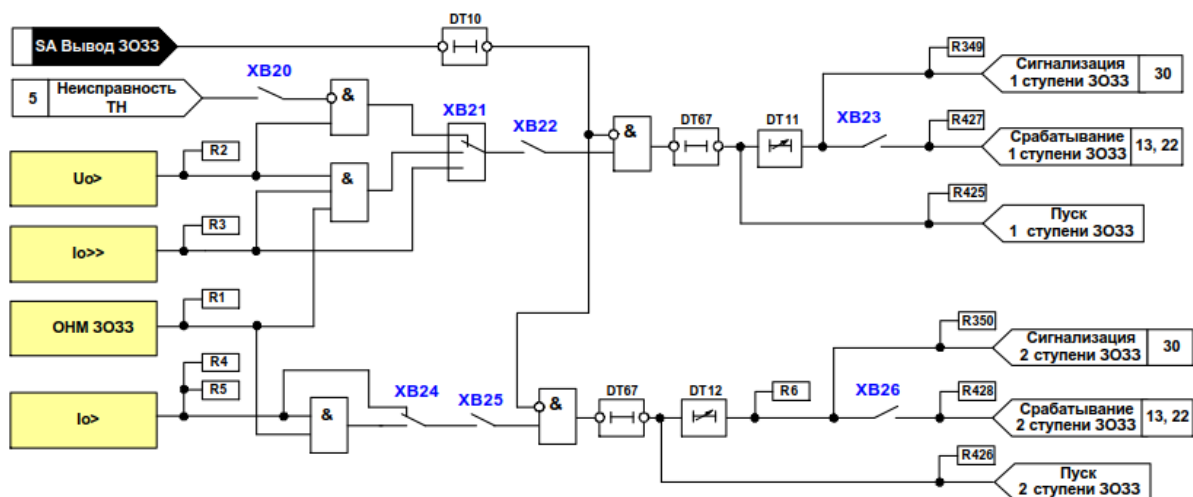 DT10
SA Вывод ЗОЗЗ
R349
Сигнализация
1 ступени ЗОЗЗ
30
XB20
5
Неисправность
ТН
&
XB21
XB22
&
DT67
DT11
XB23
R427
Срабатывание
1 ступени ЗОЗЗ
13, 22
R2
Uo>
&
R425
Пуск
1 ступени ЗОЗЗ
R3
Io>>
R1
ОНМ ЗОЗЗ
R350
Сигнализация
2 ступени ЗОЗЗ
30
R4
R5
Io>
&
XB24
XB25
&
DT67
DT12
R6
XB26
R428
Срабатывание
2 ступени ЗОЗЗ
13, 22
R426
Пуск
2 ступени ЗОЗЗ